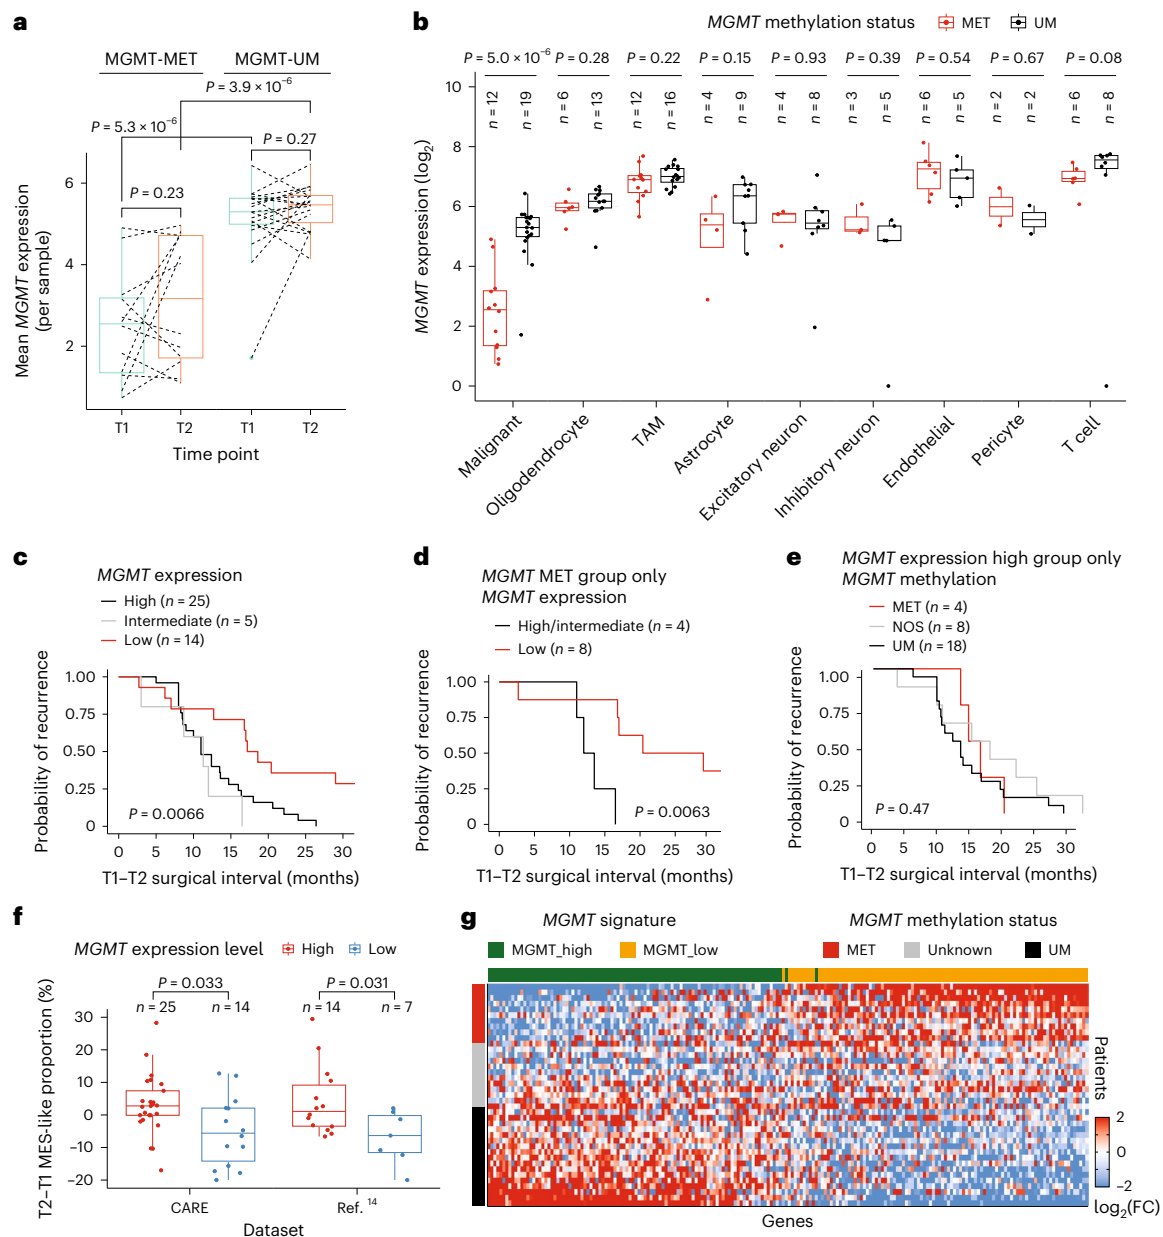 a
MGMT-MET
MGMT-UM
P = 3.9 × 10⁻⁶
P = 5.3 × 10⁻⁶
P = 0.27
P = 0.23
Mean MGMT expression
(per sample)
6
4
2
T1
T2
T1
T2
Time point
b
MGMT methylation status
MET
UM
P = 5.0 × 10⁻⁶
P = 0.28
P = 0.22
P = 0.15
P = 0.93
P = 0.39
P = 0.54
P = 0.67
P = 0.08
n = 12
n = 19
n = 6
n = 13
n = 12
n = 16
n = 4
n = 9
n = 4
n = 8
n = 3
n = 5
n = 6
n = 5
n = 2
n = 2
n = 6
n = 8
MGMT expression (log₂)
10
8
6
4
2
0
Malignant
Oligodendrocyte
TAM
Astrocyte
Excitatory neuron
Inhibitory neuron
Endothelial
Pericyte
T cell
c
MGMT expression
High (n = 25)
Intermediate (n = 5)
Low (n = 14)
Probability of recurrence
1.00
0.75
0.50
0.25
0
P = 0.0066
0 5 10 15 20 25 30
T1–T2 surgical interval (months)
d
MGMT MET group only
MGMT expression
High/intermediate (n = 4)
Low (n = 8)
Probability of recurrence
1.00
0.75
0.50
0.25
0
P = 0.0063
0 5 10 15 20 25 30
T1–T2 surgical interval (months)
e
MGMT expression high group only
MGMT methylation
MET (n = 4)
NOS (n = 8)
UM (n = 18)
Probability of recurrence
1.00
0.75
0.50
0.25
0
P = 0.47
0 5 10 15 20 25 30
T1–T2 surgical interval (months)
f
MGMT expression level
High
Low
P = 0.033
P = 0.031
n = 25
n = 14
n = 14
n = 7
T2–T1 MES-like proportion (%)
30
20
10
0
−10
−20
CARE
Ref. ¹⁴
Dataset
g
MGMT signature
MGMT methylation status
MGMT_high
MGMT_low
MET
Unknown
UM
Patients
2
0
−2
log₂(FC)
Genes